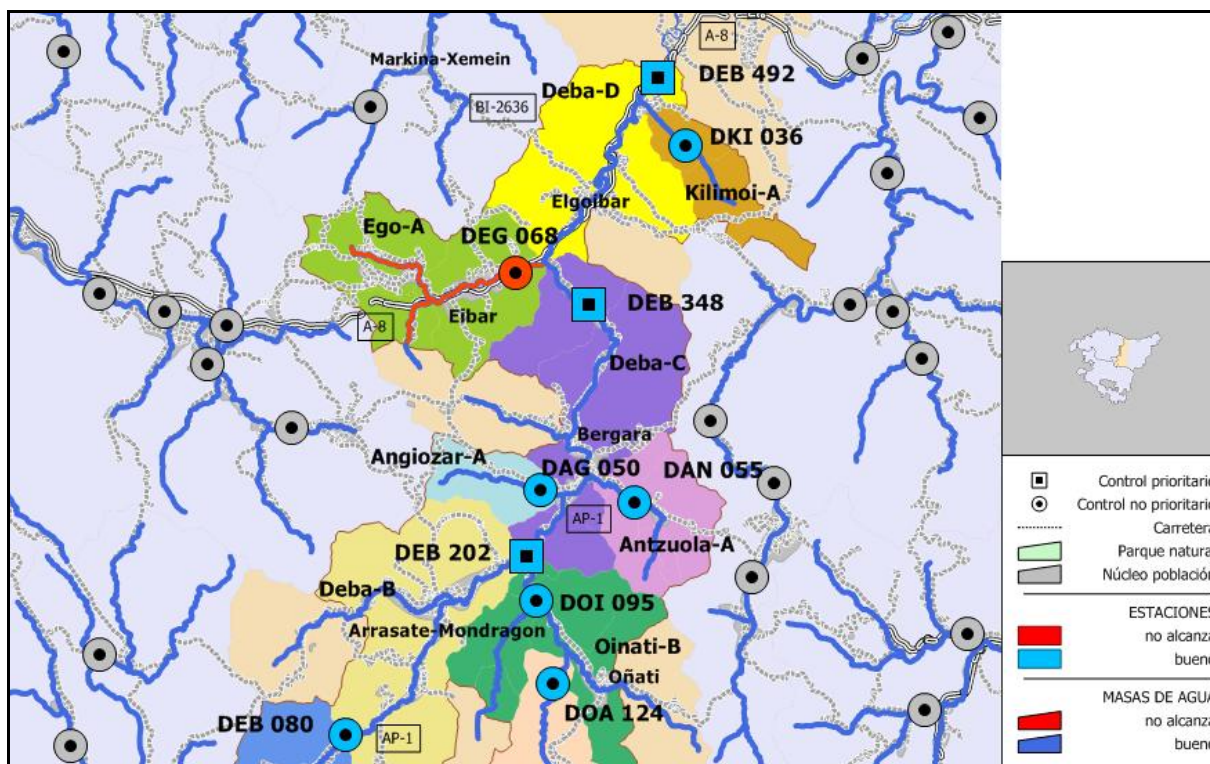 A-8
DEB 492
Markina-Xemein
Deba-D
BI-2636
DKI 036
Kilimoi-A
Elgoibar
Ego-A
DEG 068
DEB 348
Eibar
A-8
Deba-C
Bergara
Angiozar-A
DAG 050
DAN 055
AP-1
Antzuola-A
DEB 202
Deba-B
DOI 095
Arrasate-Mondragon
Oinati-B
Oñati
DOA 124
DEB 080
AP-1
Control prioritario
Control no prioritario
Carretera
Parque natura
Núcleo población
ESTACIONES
no alcanza
bueno
MASAS DE AGUA
no alcanza
bueno